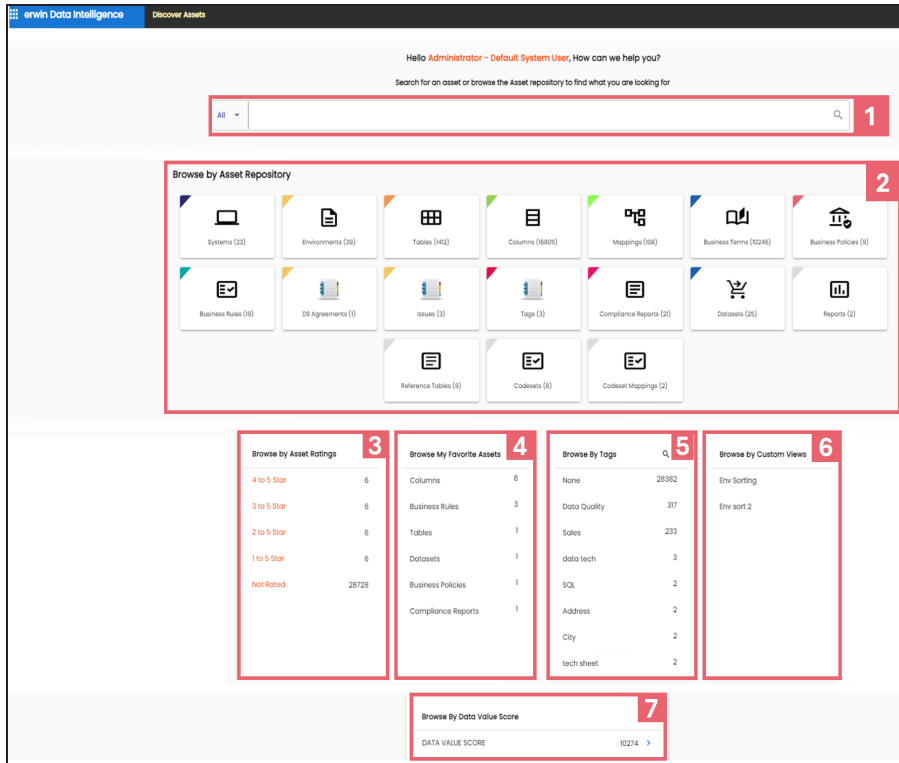 erwin Data Intelligence Discover Assets
Hello Administrator - Default System User, How can we help you?
Search for an asset or browse the Asset repository to find what you are looking for
All 1
2
Browse by Asset Repository
Systems (23) Environments (39) Tables (1412) Columns (16805) Mappings (108) Business Terms (10246) Business Policies (9)
Business Rules (19) DS Agreements (1) Issues (3) Tags (3) Compliance Reports (21) Datasets (25) Reports (2)
Reference Tables (8) Codesets (8) Codeset Mappings (2)
3
Browse by Asset Ratings
4 to 5 Star 6
3 to 5 Star 6
2 to 5 Star 6
1 to 5 Star 6
Not Rated 28728
4
Browse My Favorite Assets
Columns 8
Business Rules 3
Tables 1
Datasets 1
Business Policies 1
Compliance Reports 1
5
Browse By Tags
None 28382
Data Quality 317
Sales 233
data tech 3
SQL 2
Address 2
City 2
tech sheet 2
6
Browse by Custom Views
Env Sorting
Env sort 2
7
Browse By Data Value Score
DATA VALUE SCORE 10274 >